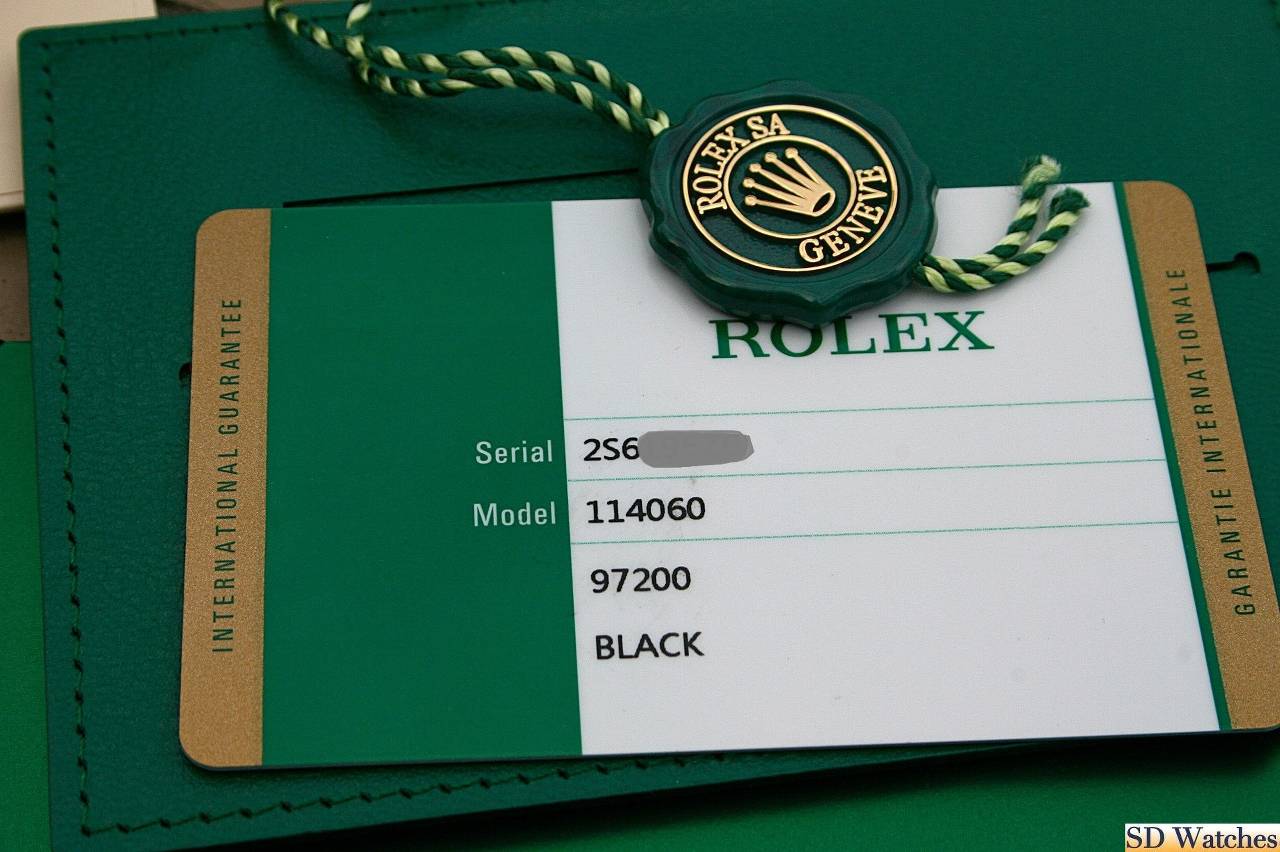 ROLEX SA
GENEVE
ROLEX
INTERNATIONAL GUARANTEE
Serial 2S6
Model 114060
97200
BLACK
GARANTIE INTERNATIONALE
SD Watches